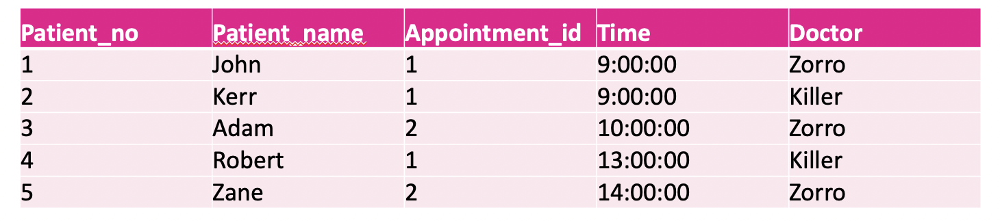 Patient_no Patient_name Appointment_id Time Doctor
1 John 1 9:00:00 Zorro
2 Kerr 1 9:00:00 Killer
3 Adam 2 10:00:00 Zorro
4 Robert 1 13:00:00 Killer
5 Zane 2 14:00:00 Zorro